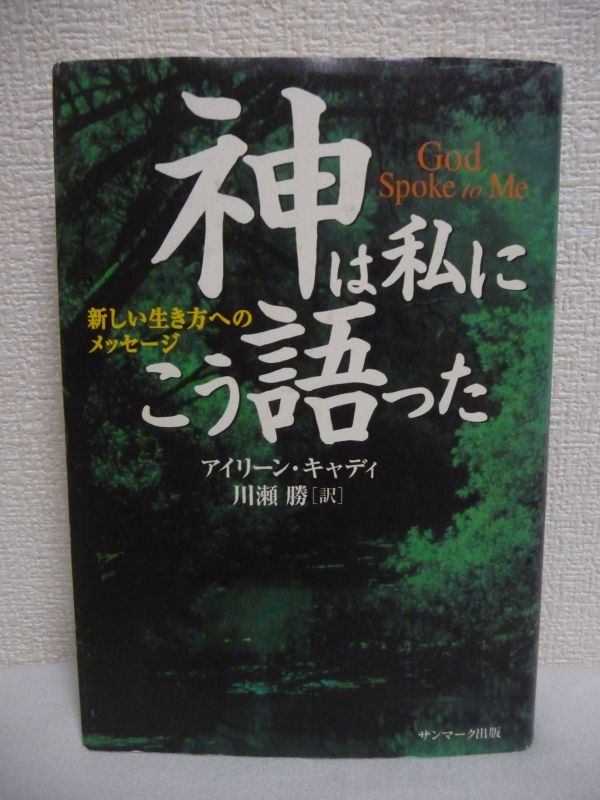 神は私に
こう語った
God
Spoke to Me
新しい生き方への
メッセージ
アイリーン・キャディ
川瀬 勝[訳]
サンマーク出版